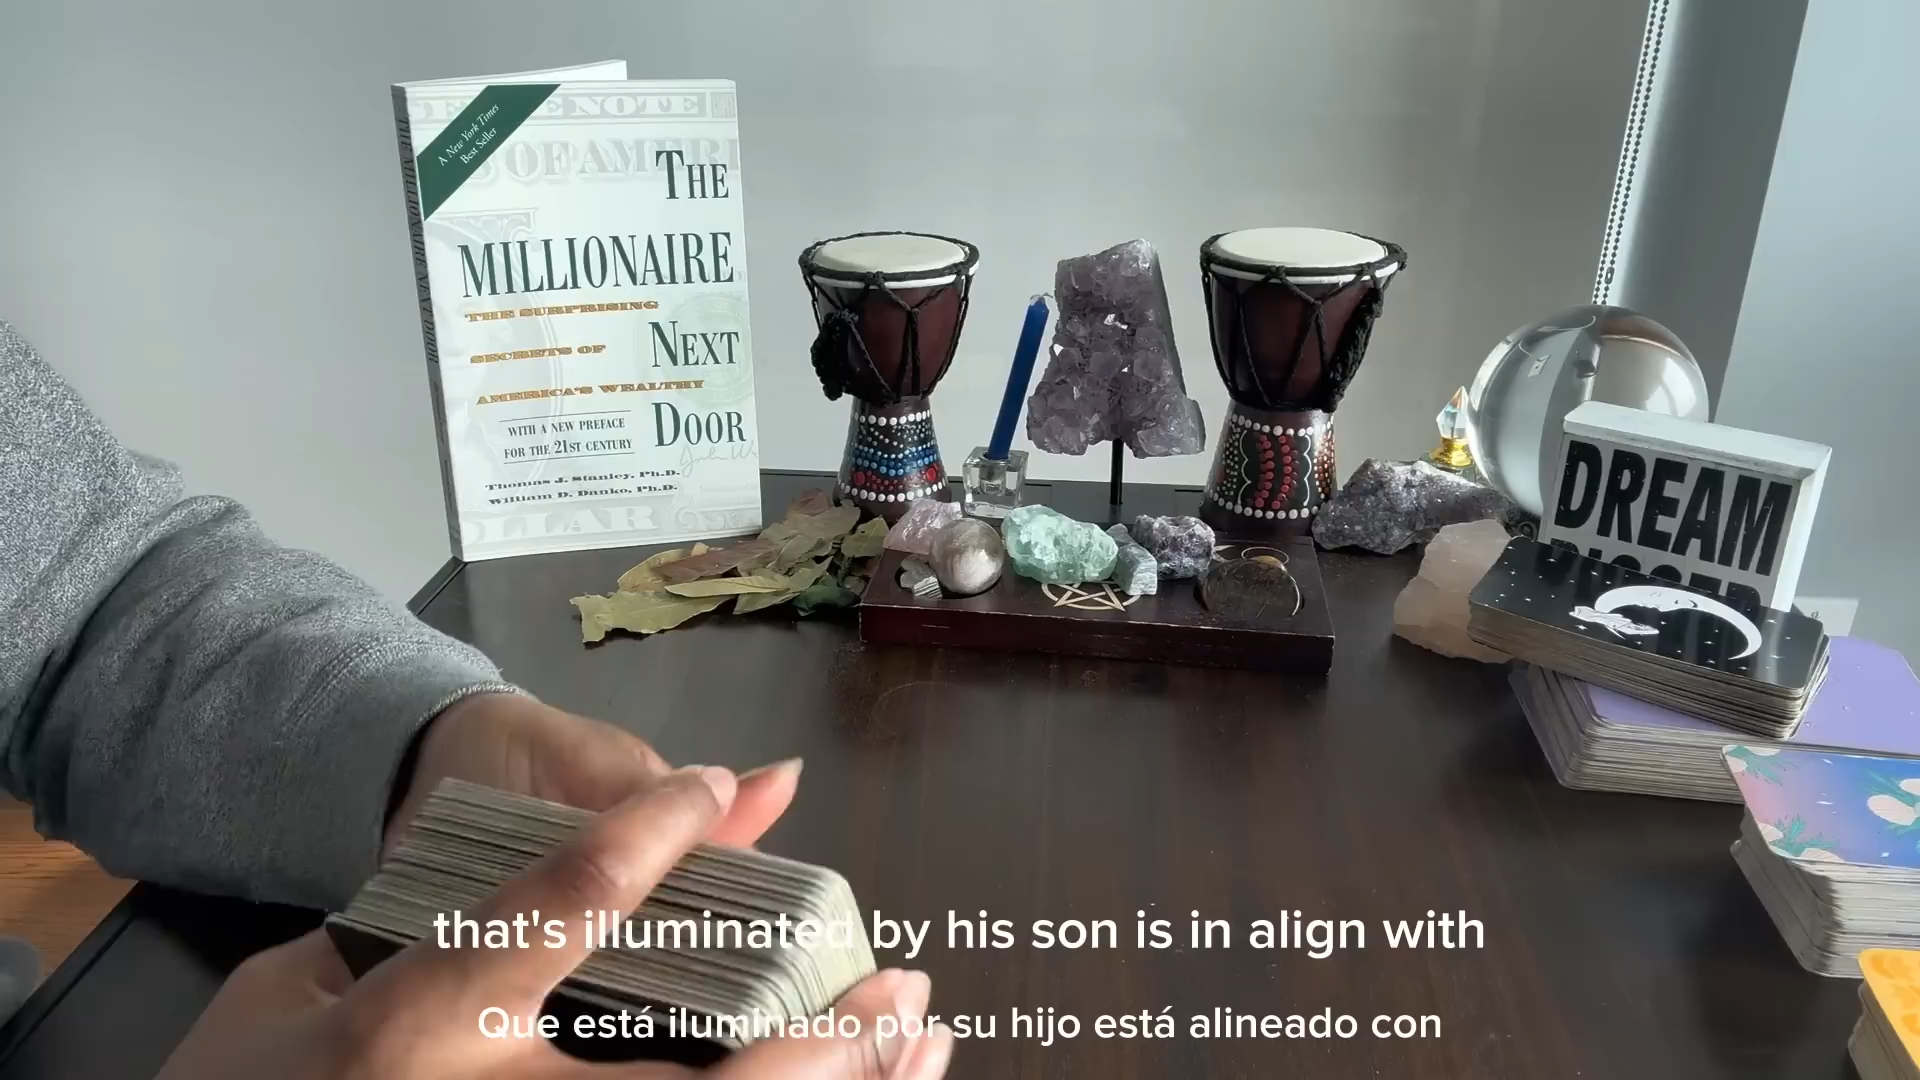 A New York Times
Best Seller
THE
MILLIONAIRE
THE SURPRISING
NEXT
SECRETS OF
AMERICA'S WEALTHY
DOOR
WITH A NEW PREFACE
FOR THE 21ST CENTURY
Thomas J. Stanley, Ph.D.
William D. Danko, Ph.D.
OLLAR
THE MILLIONAIRE NEXT DOOR
DREAM
that's illuminated by his son is in align with
Que está iluminado por su hijo está alineado con